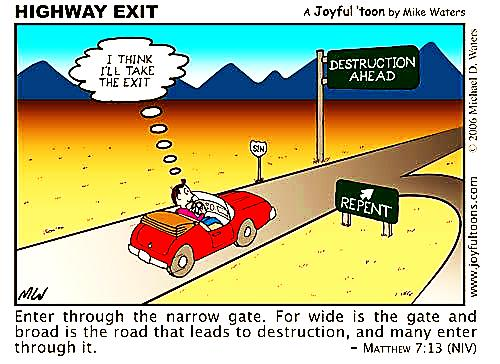 HIGHWAY EXIT
A Joyful 'toon by Mike Waters
I THINK
I'LL TAKE
THE EXIT
DESTRUCTION
AHEAD
SIN
REPENT
MW
© 2006 Michael D. Waters
www.joyfultoons.com
Enter through the narrow gate. For wide is the gate and
broad is the road that leads to destruction, and many enter
through it.
– MATTHEW 7:13 (NIV)